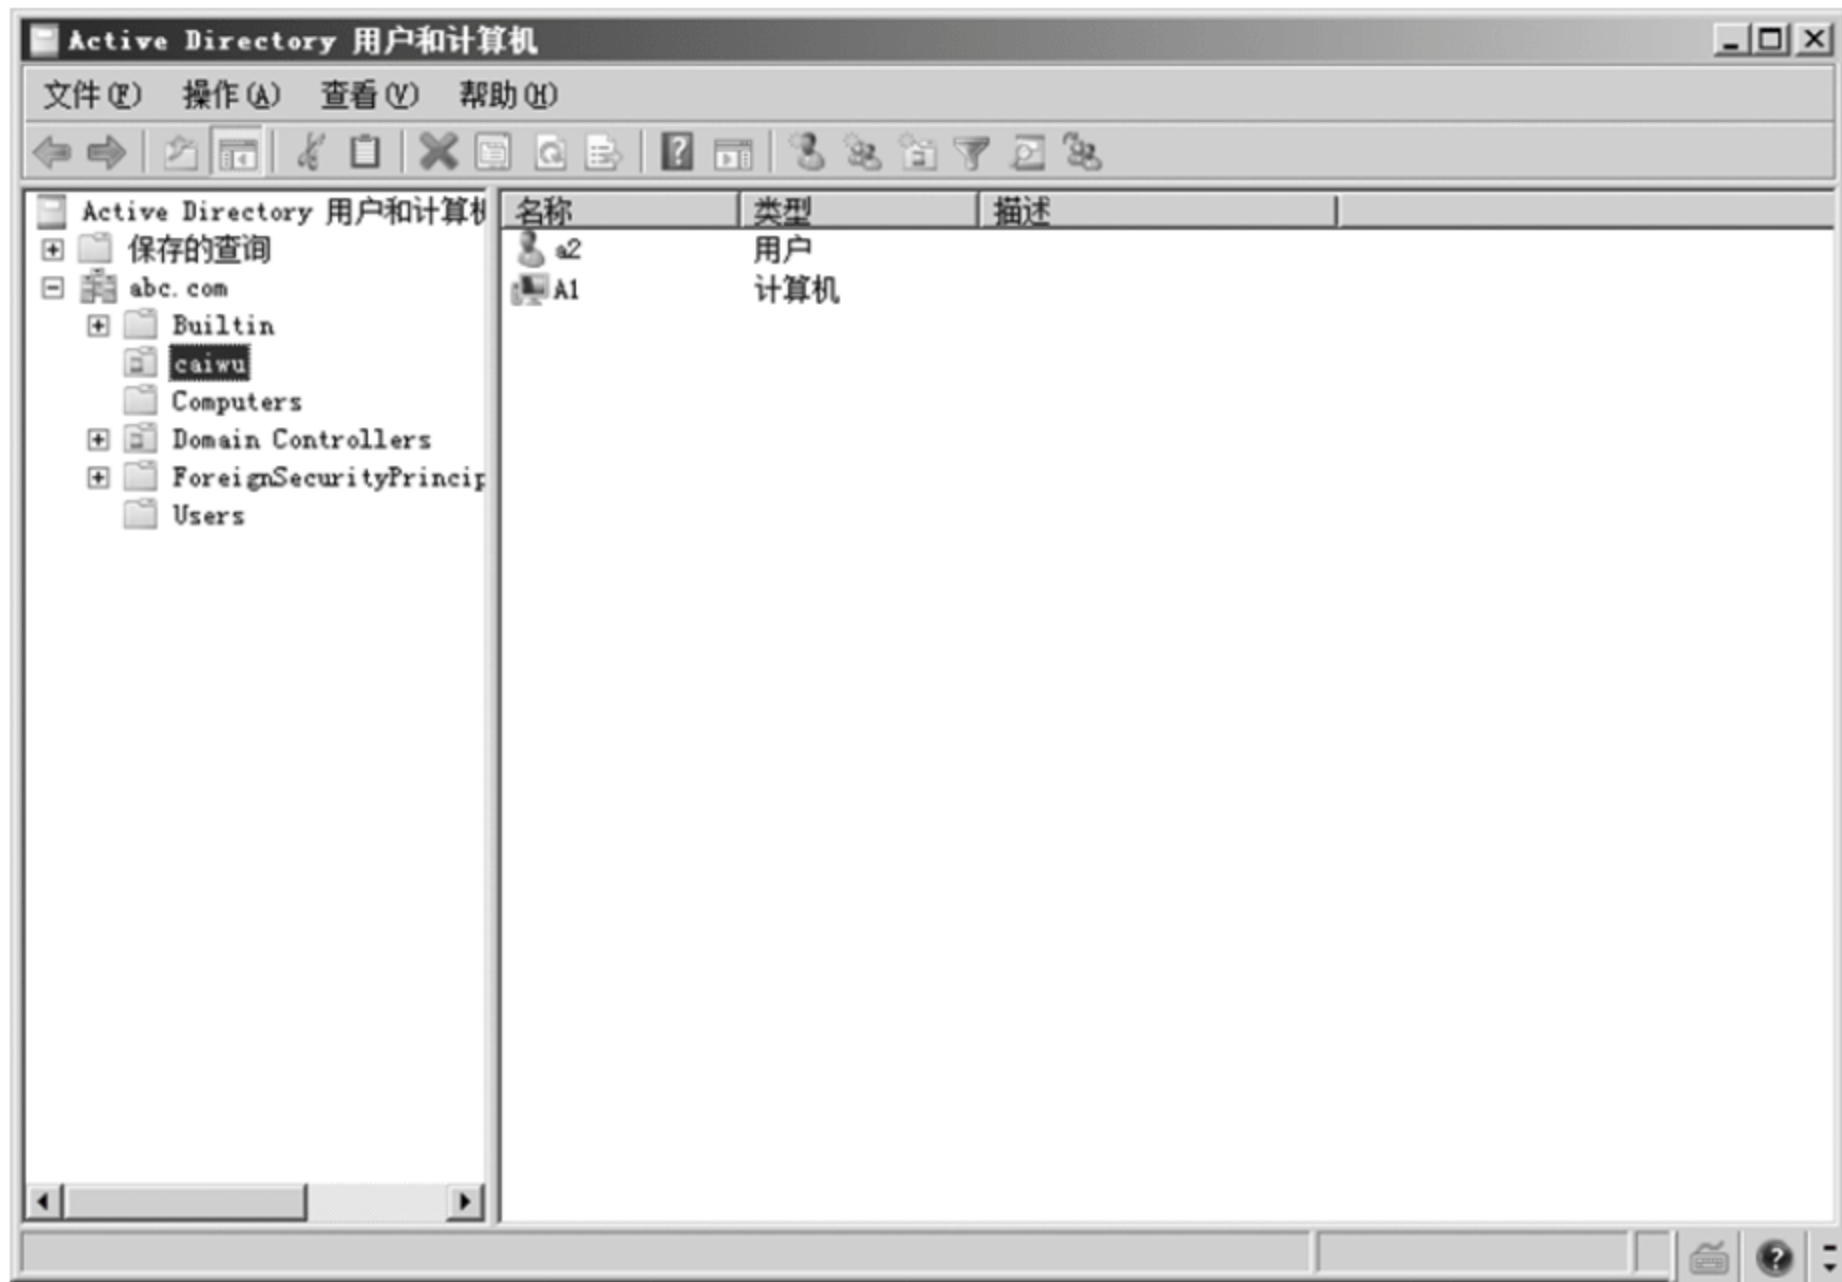 Active Directory 用户和计算机
文件(F) 操作(A) 查看(V) 帮助(H)
Active Directory 用户和计算机
保存的查询
abc.com
Builtin
caiwu
Computers
Domain Controllers
ForeignSecurityPrincip
Users
名称 类型 描述
a2 用户
A1 计算机